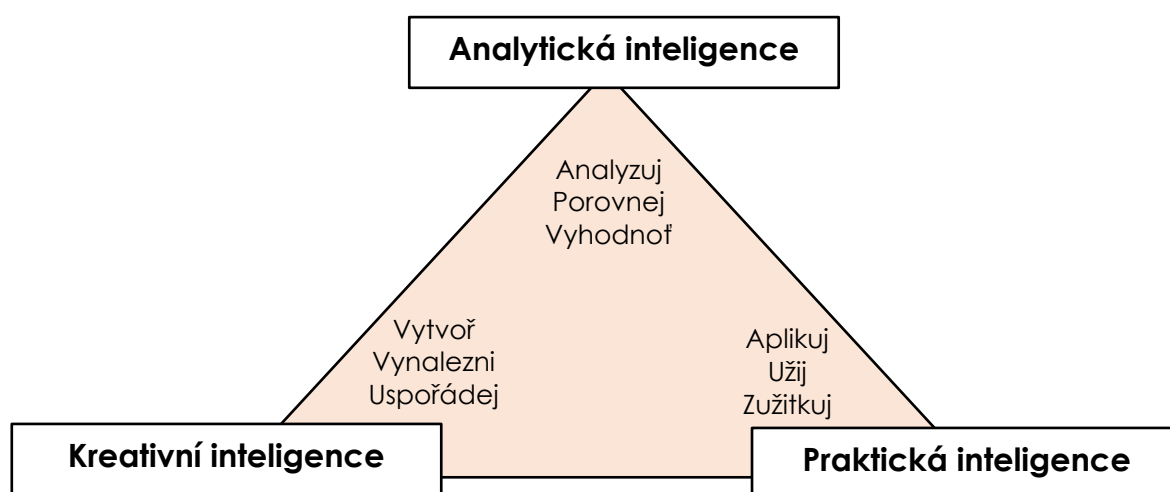 Analytická inteligence
Analyzuj
Porovnej
Vyhodnoť
Vytvoř
Vynalezni
Uspořádej
Aplikuj
Užij
Zužitkuj
Kreativní inteligence
Praktická inteligence